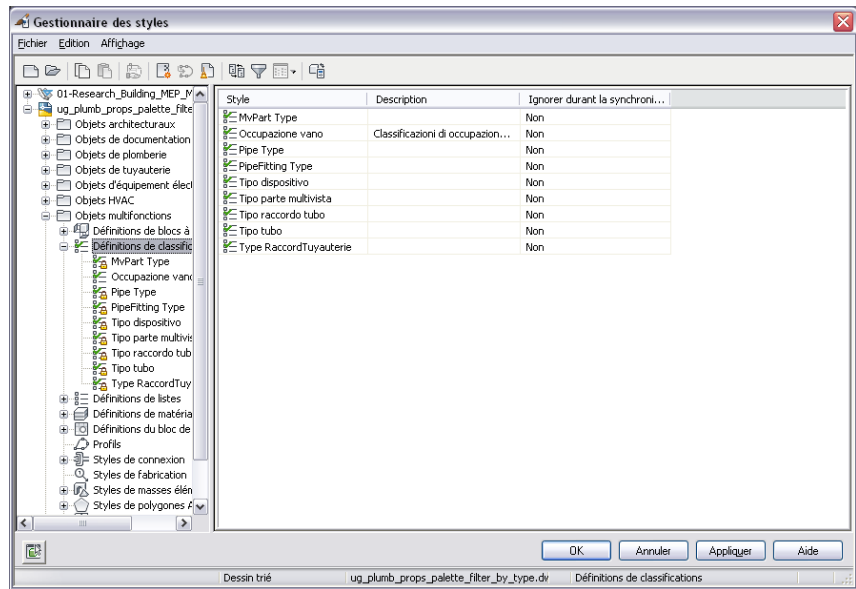 Gestionnaire des styles
Fichier Edition Affichage
01-Research_Building_MEP_M
ug_plumb_props_palette_filte
Objets architecturaux
Objets de documentation
Objets de plomberie
Objets de tuyauterie
Objets d'équipement élect
Objets HVAC
Objets multifonctions
Définitions de blocs à
Définitions de classific
MvPart Type
Occupazione vano
Pipe Type
PipeFitting Type
Tipo dispositivo
Tipo parte multivis
Tipo raccordo tub
Tipo tubo
Type RaccordTuy
Définitions de listes
Définitions de matéria
Définitions du bloc de
Profils
Styles de connexion
Styles de fabrication
Styles de masses élén
Styles de polygones A
Style Description Ignorer durant la synchroni...
MvPart Type Non
Occupazione vano Classificazioni di occupazion... Non
Pipe Type Non
PipeFitting Type Non
Tipo dispositivo Non
Tipo parte multivista Non
Tipo raccordo tubo Non
Tipo tubo Non
Type RaccordTuyauterie Non
OK Annuler Appliquer Aide
Dessin trié ug_plumb_props_palette_filter_by_type.dv Définitions de classifications